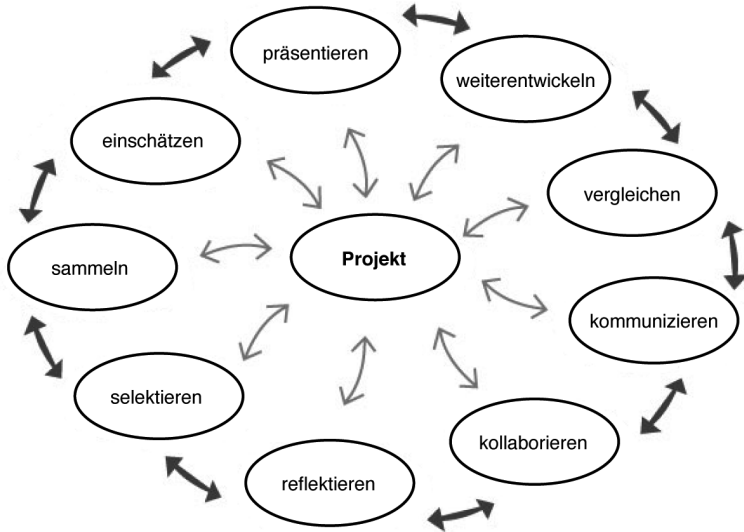 präsentieren
weiterentwickeln
einschätzen
vergleichen
Projekt
sammeln
kommunizieren
selektieren
kollaborieren
reflektieren